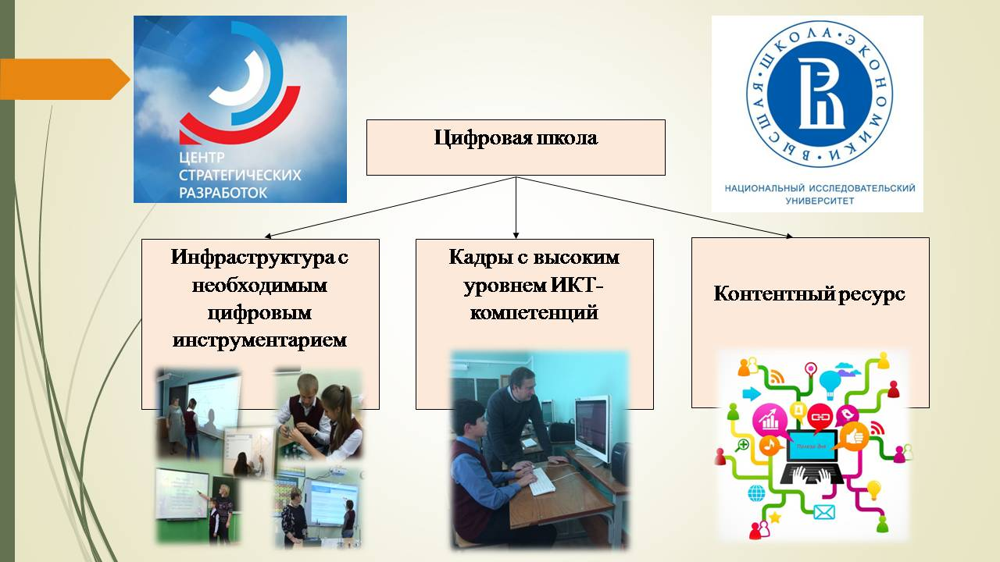 ЦЕНТР
СТРАТЕГИЧЕСКИХ
РАЗРАБОТОК
ВЫСШАЯ • ШКОЛА • ЭКОНОМИКИ •
НАЦИОНАЛЬНЫЙ ИССЛЕДОВАТЕЛЬСКИЙ
УНИВЕРСИТЕТ
Цифровая школа
Инфраструктура с
необходимым
цифровым
инструментарием
Кадры с высоким
уровнем ИКТ-
компетенций
Контентный ресурс